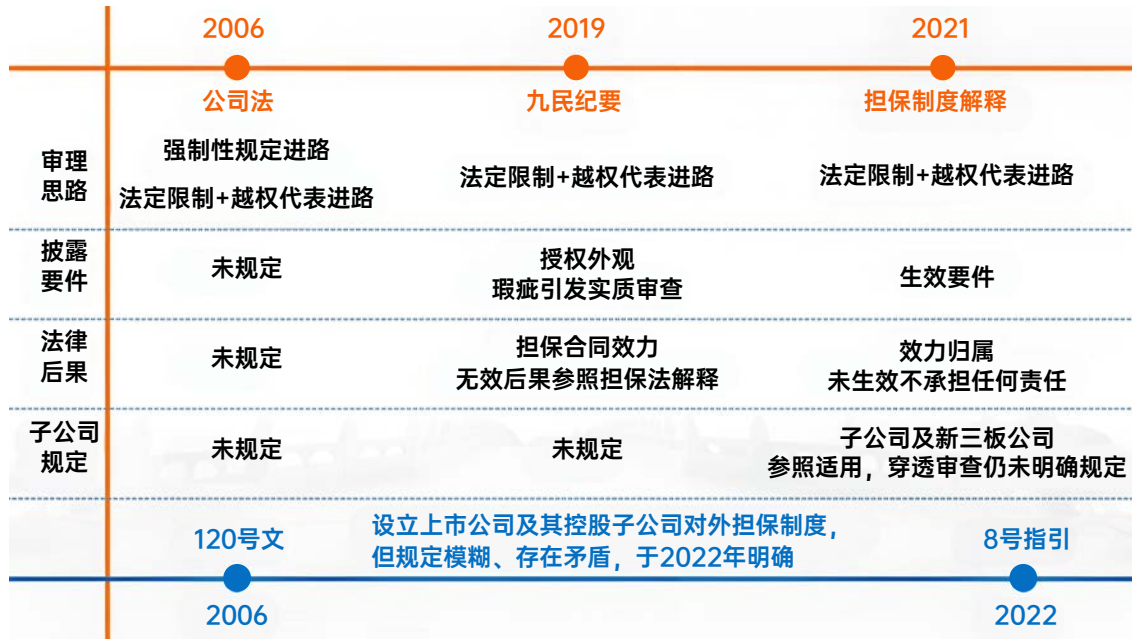 2006
2019
2021
公司法
九民纪要
担保制度解释
审理
思路
强制性规定进路
法定限制+越权代表进路
法定限制+越权代表进路
法定限制+越权代表进路
披露
要件
未规定
授权外观
瑕疵引发实质审查
生效要件
法律
后果
未规定
担保合同效力
无效后果参照担保法解释
效力归属
未生效不承担任何责任
子公司
规定
未规定
未规定
子公司及新三板公司
参照适用，穿透审查仍未明确规定
120号文
设立上市公司及其控股子公司对外担保制度，
但规定模糊、存在矛盾，于2022年明确
8号指引
2006
2022